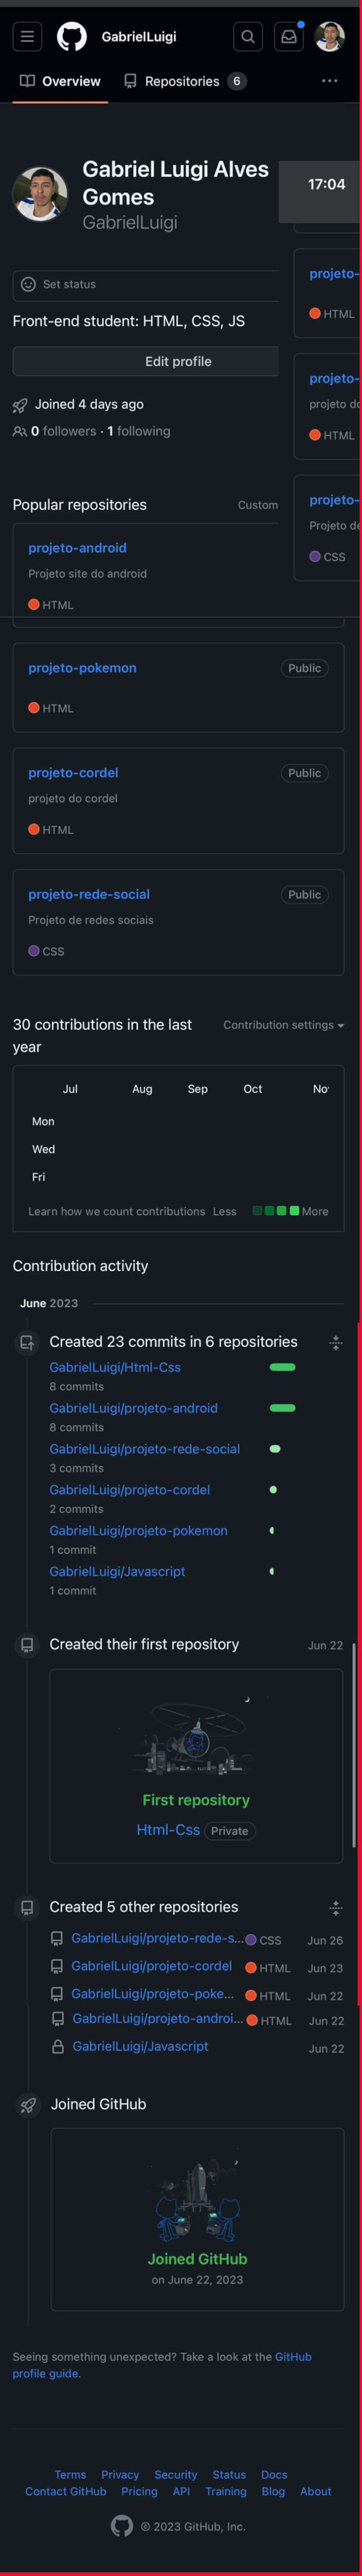 GabrielLuigi
Overview
Repositories 6
Gabriel Luigi Alves
Gomes
GabrielLuigi
17:04
Set status
projeto-
HTML
Front-end student: HTML, CSS, JS
Edit profile
projeto-
projeto do
HTML
Joined 4 days ago
0 followers · 1 following
projeto-
Projeto de
CSS
Popular repositories
Custom
projeto-android
Projeto site do android
HTML
projeto-pokemon
Public
HTML
projeto-cordel
Public
projeto do cordel
HTML
projeto-rede-social
Public
Projeto de redes sociais
CSS
30 contributions in the last
year
Contribution settings
Jul Aug Sep Oct No
Mon
Wed
Fri
Learn how we count contributions Less More
Contribution activity
June 2023
Created 23 commits in 6 repositories
GabrielLuigi/Html-Css
8 commits
GabrielLuigi/projeto-android
8 commits
GabrielLuigi/projeto-rede-social
3 commits
GabrielLuigi/projeto-cordel
2 commits
GabrielLuigi/projeto-pokemon
1 commit
GabrielLuigi/Javascript
1 commit
Created their first repository Jun 22
First repository
Html-Css Private
Created 5 other repositories
GabrielLuigi/projeto-rede-s... CSS Jun 26
GabrielLuigi/projeto-cordel HTML Jun 23
GabrielLuigi/projeto-poke... HTML Jun 22
GabrielLuigi/projeto-androi... HTML Jun 22
GabrielLuigi/Javascript Jun 22
Joined GitHub
Joined GitHub
on June 22, 2023
Seeing something unexpected? Take a look at the GitHub
profile guide.
Terms Privacy Security Status Docs
Contact GitHub Pricing API Training Blog About
© 2023 GitHub, Inc.